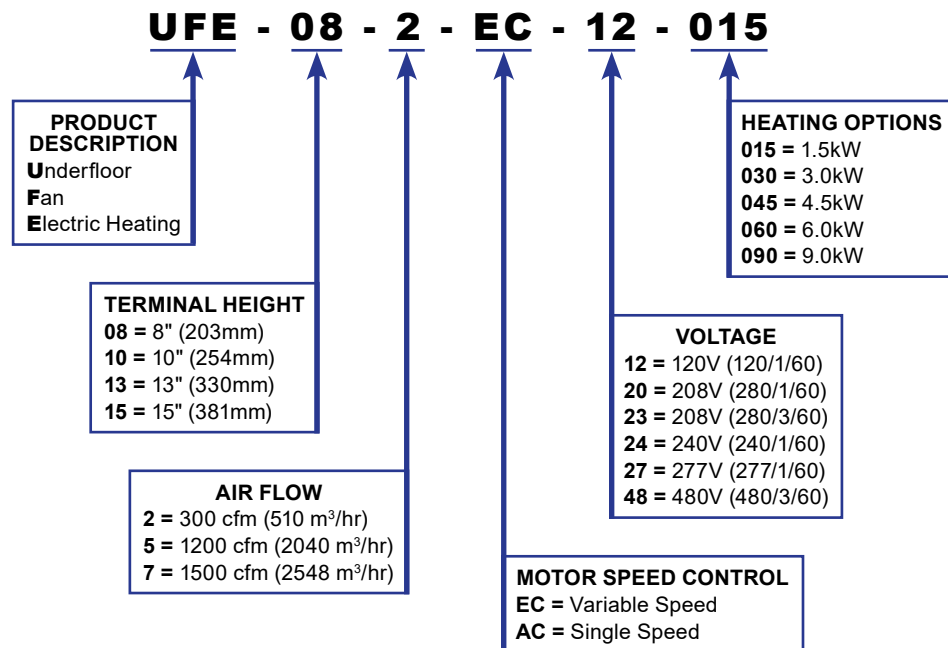 UFE - 08 - 2 - EC - 12 - 015
PRODUCT
DESCRIPTION
Underfloor
Fan
Electric Heating
TERMINAL HEIGHT
08 = 8" (203mm)
10 = 10" (254mm)
13 = 13" (330mm)
15 = 15" (381mm)
AIR FLOW
2 = 300 cfm (510 m³/hr)
5 = 1200 cfm (2040 m³/hr)
7 = 1500 cfm (2548 m³/hr)
MOTOR SPEED CONTROL
EC = Variable Speed
AC = Single Speed
VOLTAGE
12 = 120V (120/1/60)
20 = 208V (280/1/60)
23 = 208V (280/3/60)
24 = 240V (240/1/60)
27 = 277V (277/1/60)
48 = 480V (480/3/60)
HEATING OPTIONS
015 = 1.5kW
030 = 3.0kW
045 = 4.5kW
060 = 6.0kW
090 = 9.0kW